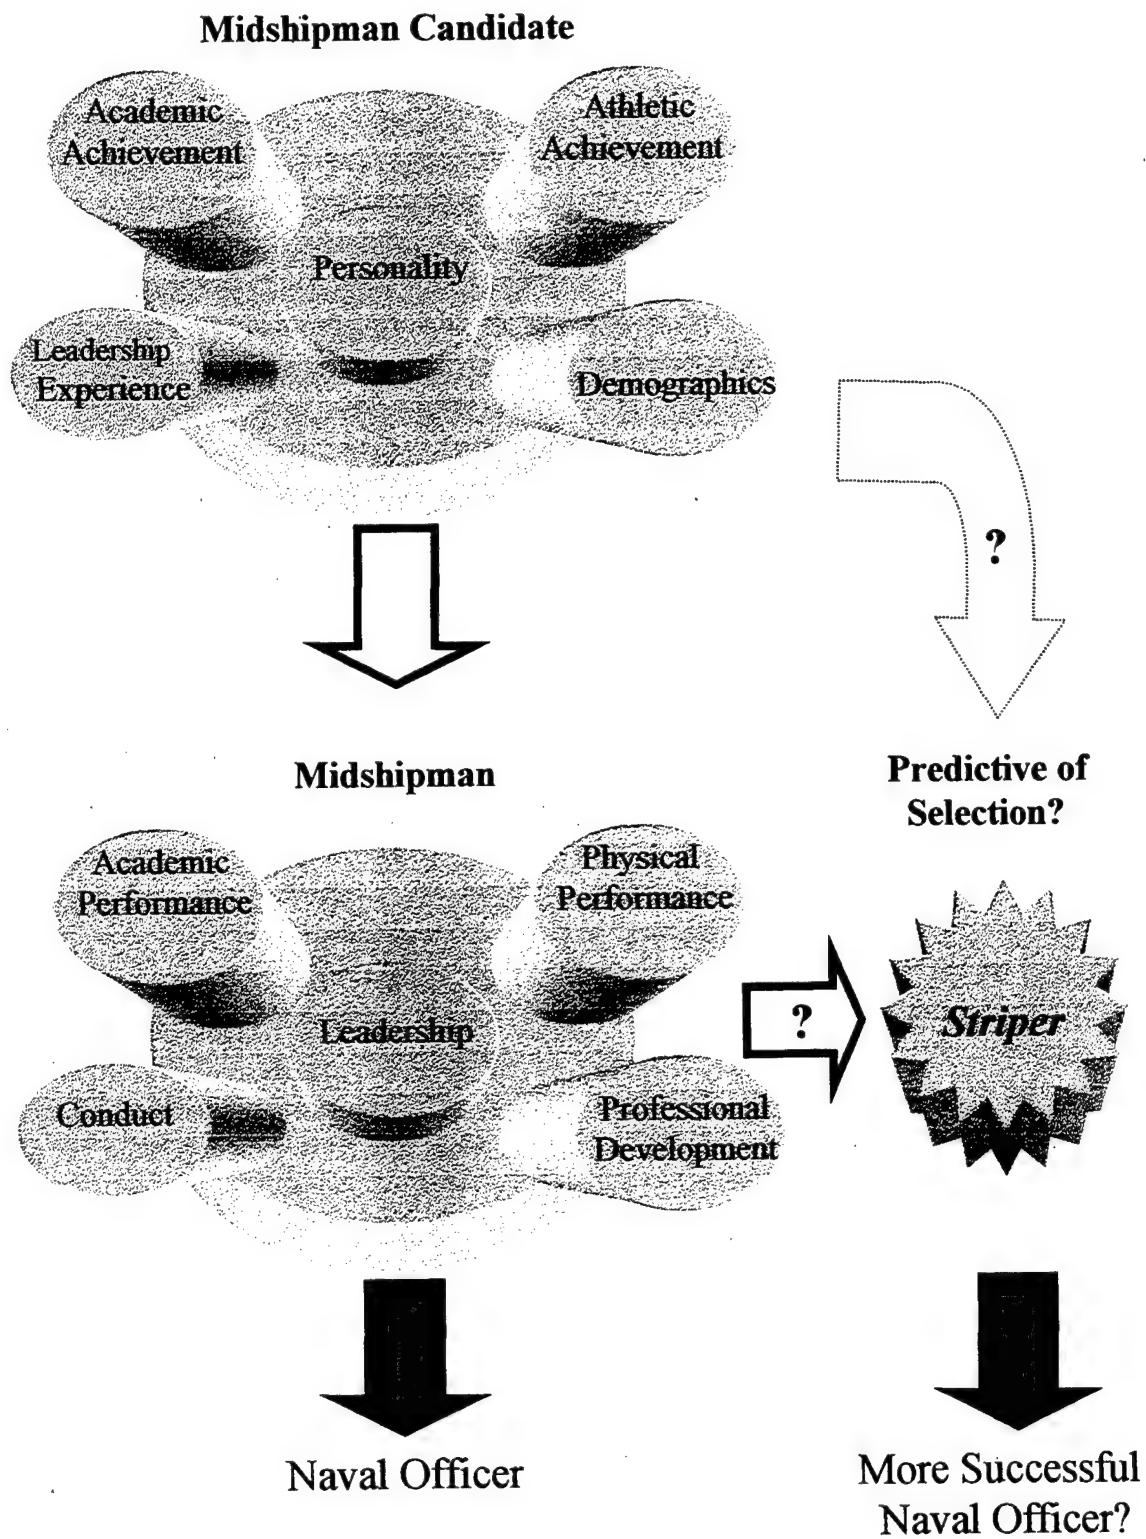 Midshipman Candidate
Academic
Achievement
Athletic
Achievement
Personality
Leadership
Experience
Demographics
?
Midshipman
Predictive of
Selection?
Academic
Performance
Physical
Performance
Leadership
?
Striper
Conduct
Professional
Development
Naval Officer
More Successful
Naval Officer?